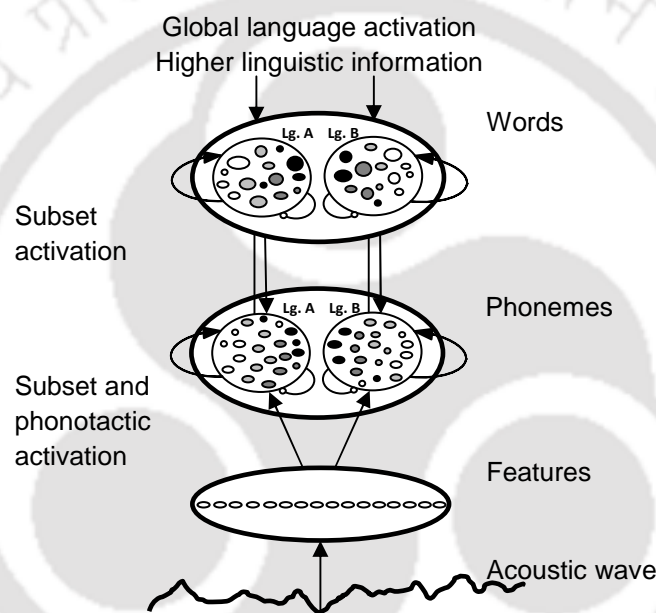 Global language activation
Higher linguistic information
Words
Lg. A Lg. B
Subset
activation
Phonemes
Lg. A Lg. B
Subset and
phonotactic
activation
Features
Acoustic wave